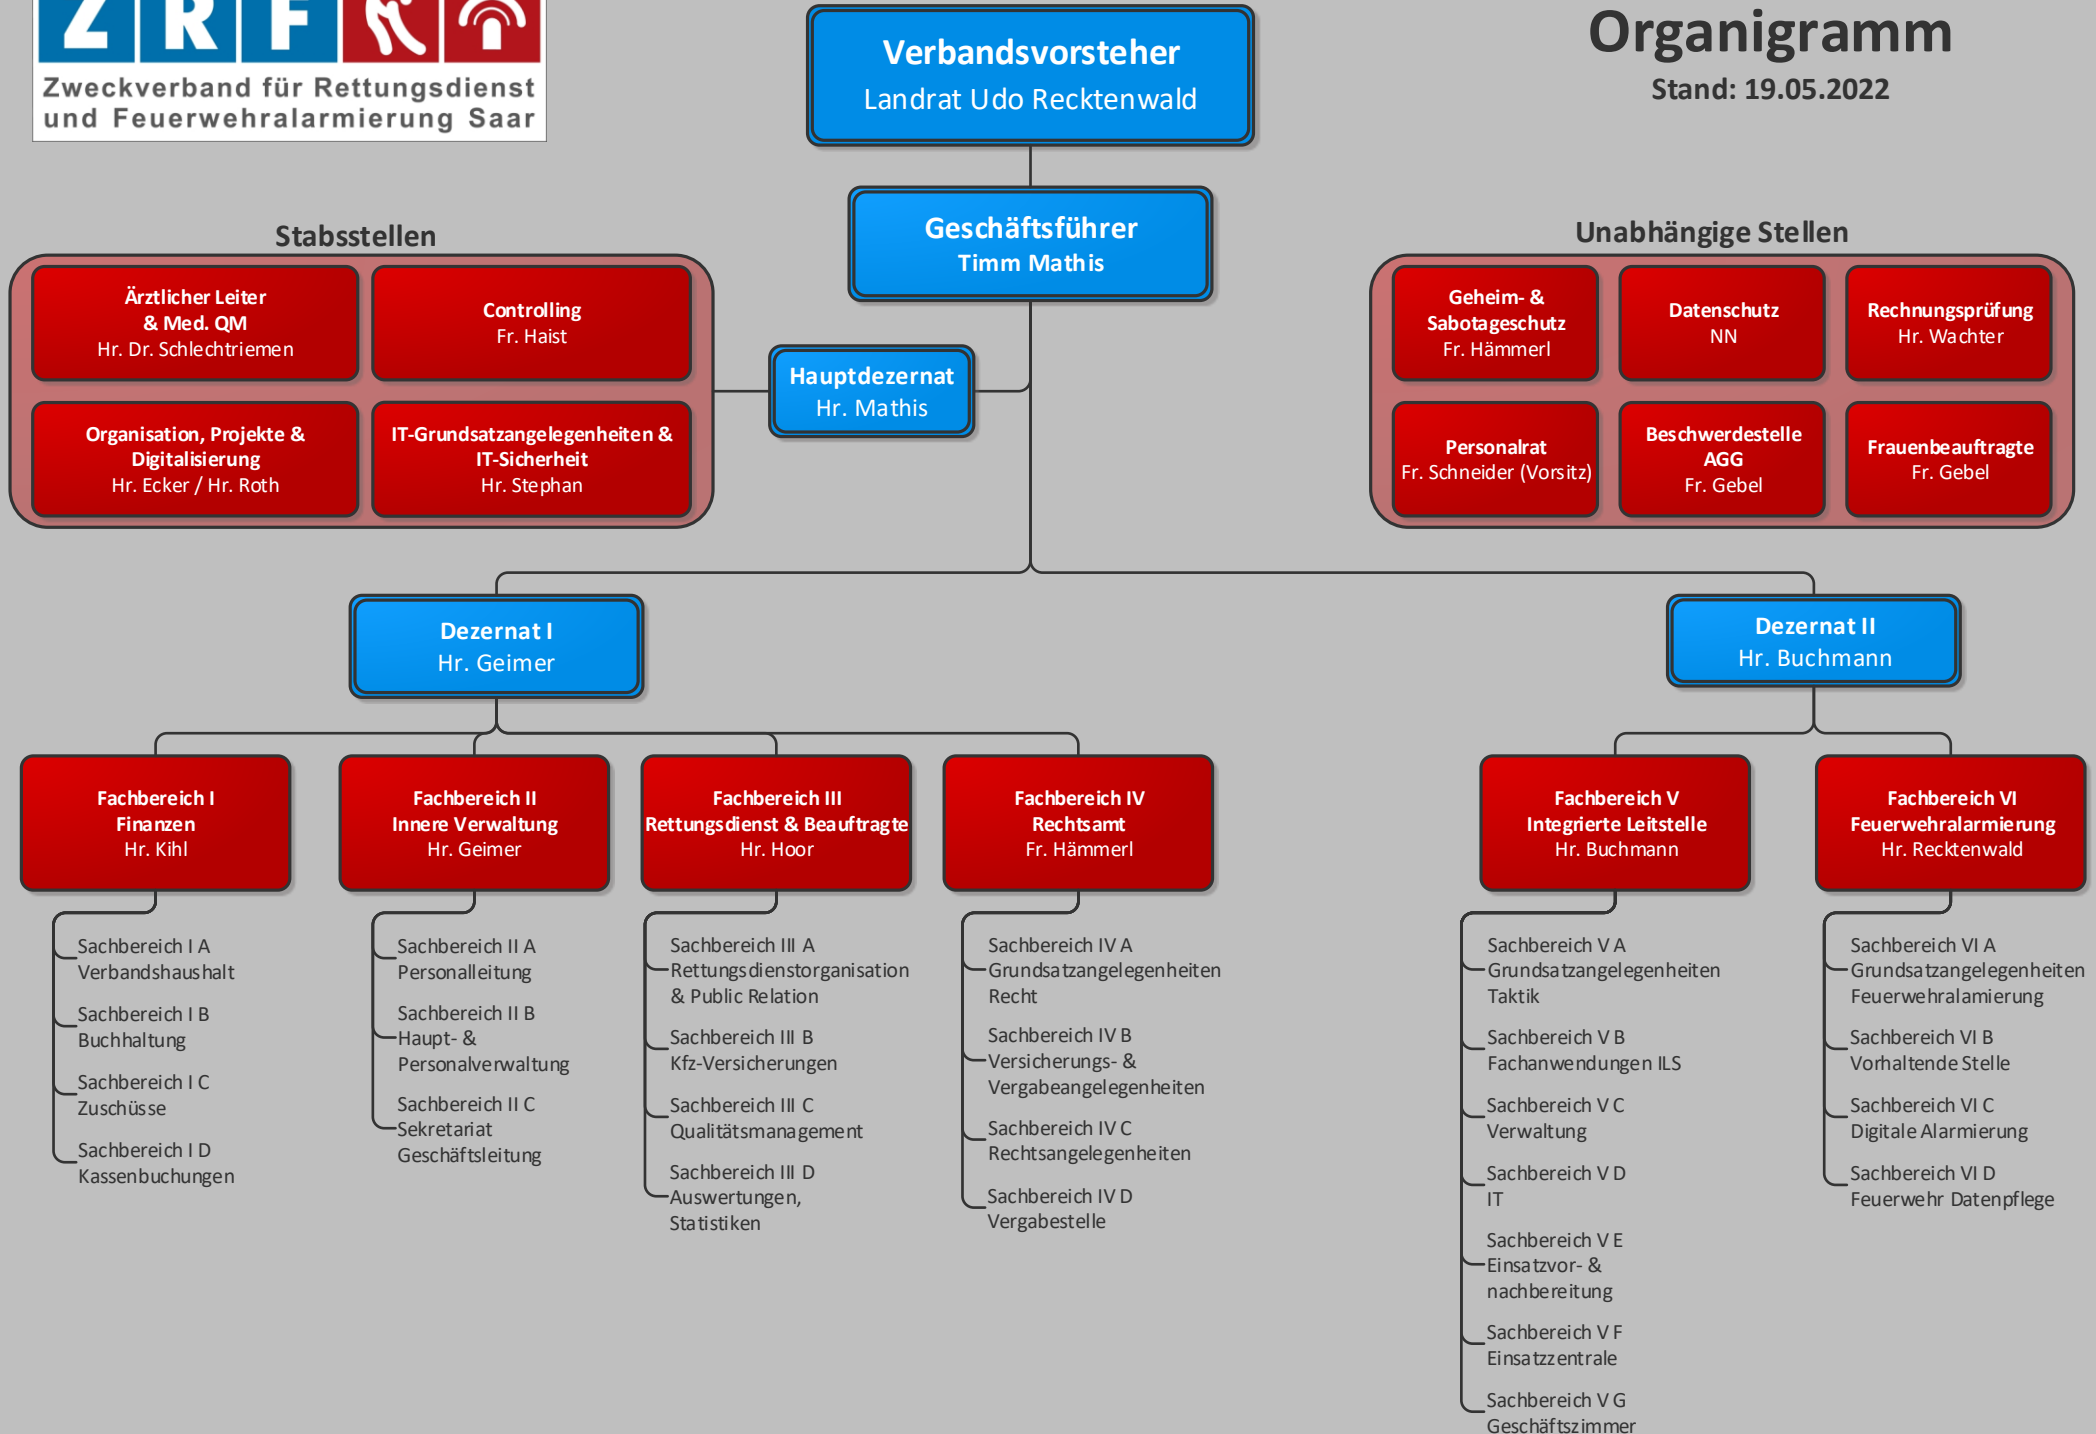 ZRF
Zweckverband für Rettungsdienst
und Feuerwehralarmierung Saar
Verbandsvorsteher
Landrat Udo Recktenwald
Organigramm
Stand: 19.05.2022
Geschäftsführer
Timm Mathis
Stabsstellen
Ärztlicher Leiter
& Med. QM
Hr. Dr. Schlechtriemen
Controlling
Fr. Haist
Organisation, Projekte &
Digitalisierung
Hr. Ecker / Hr. Roth
IT-Grundsatzangelegenheiten &
IT-Sicherheit
Hr. Stephan
Hauptdezernat
Hr. Mathis
Unabhängige Stellen
Geheim- &
Sabotageschutz
Fr. Hämmerl
Datenschutz
NN
Rechnungsprüfung
Hr. Wachter
Personalrat
Fr. Schneider (Vorsitz)
Beschwerdestelle
AGG
Fr. Gebel
Frauenbeauftragte
Fr. Gebel
Dezernat I
Hr. Geimer
Dezernat II
Hr. Buchmann
Fachbereich I
Finanzen
Hr. Kihl
Sachbereich I A
Verbandshaushalt
Sachbereich I B
Buchhaltung
Sachbereich I C
Zuschüsse
Sachbereich I D
Kassenbuchungen
Fachbereich II
Innere Verwaltung
Hr. Geimer
Sachbereich II A
Personalleitung
Sachbereich II B
Haupt- &
Personalverwaltung
Sachbereich II C
Sekretariat
Geschäftsleitung
Fachbereich III
Rettungsdienst & Beauftragte
Hr. Hoor
Sachbereich III A
Rettungsdienstorganisation
& Public Relation
Sachbereich III B
Kfz-Versicherungen
Sachbereich III C
Qualitätsmanagement
Sachbereich III D
Auswertungen,
Statistiken
Fachbereich IV
Rechtsamt
Fr. Hämmerl
Sachbereich IV A
Grundsatzangelegenheiten
Recht
Sachbereich IV B
Versicherungs- &
Vergabeangelegenheiten
Sachbereich IV C
Rechtsangelegenheiten
Sachbereich IV D
Vergabestelle
Fachbereich V
Integrierte Leitstelle
Hr. Buchmann
Sachbereich V A
Grundsatzangelegenheiten
Taktik
Sachbereich V B
Fachanwendungen ILS
Sachbereich V C
Verwaltung
Sachbereich V D
IT
Sachbereich V E
Einsatzvor- &
nachbereitung
Sachbereich V F
Einsatzzentrale
Sachbereich V G
Geschäftszimmer
Fachbereich VI
Feuerwehralarmierung
Hr. Recktenwald
Sachbereich VI A
Grundsatzangelegenheiten
Feuerwehralamierung
Sachbereich VI B
Vorhaltende Stelle
Sachbereich VI C
Digitale Alarmierung
Sachbereich VI D
Feuerwehr Datenpflege